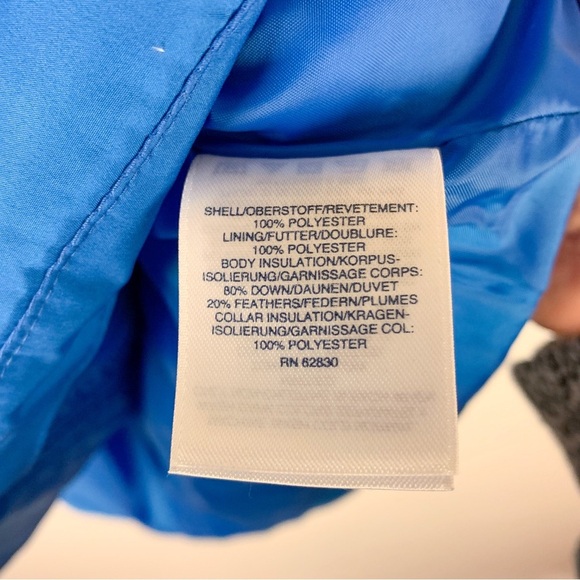 SHELL/OBERSTOFF/REVETEMENT:
100% POLYESTER
LINING/FUTTER/DOUBLURE:
100% POLYESTER
BODY INSULATION/KORPUS-
ISOLIERUNG/GARNISSAGE CORPS:
80% DOWN/DAUNEN/DUVET
20% FEATHERS/FEDERN/PLUMES
COLLAR INSULATION/KRAGEN-
ISOLIERUNG/GARNISSAGE COL:
100% POLYESTER
RN 62830